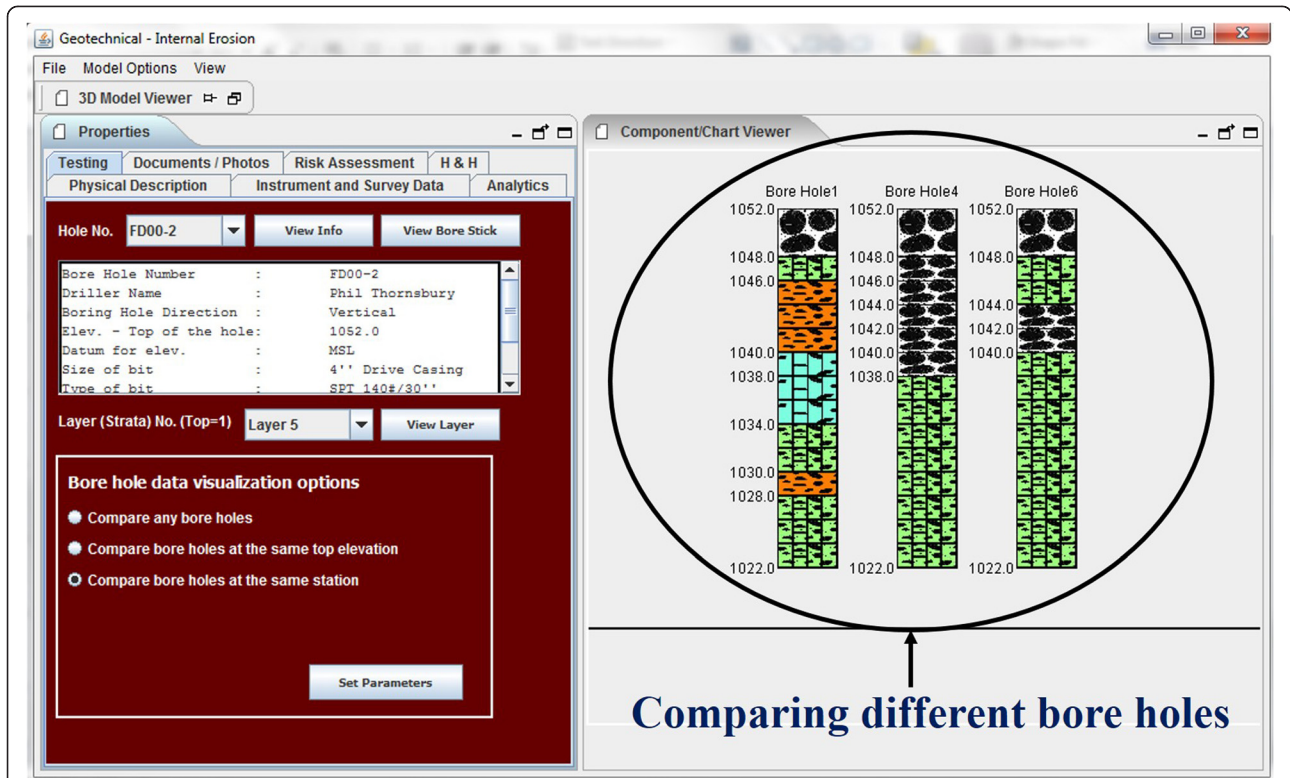 Geotechnical - Internal Erosion
File Model Options View
3D Model Viewer
Properties
Testing Documents / Photos Risk Assessment H & H
Physical Description Instrument and Survey Data Analytics
Hole No. FD00-2 View Info View Bore Stick
Bore Hole Number : FD00-2
Driller Name : Phil Thornsbury
Boring Hole Direction : Vertical
Elev. - Top of the hole: 1052.0
Datum for elev. : MSL
Size of bit : 4'' Drive Casing
Type of bit : SPT 140#/30''
Layer (Strata) No. (Top=1) Layer 5 View Layer
Bore hole data visualization options
Compare any bore holes
Compare bore holes at the same top elevation
Compare bore holes at the same station
Set Parameters
Component/Chart Viewer
Bore Hole1 Bore Hole4 Bore Hole6
1052.0 1052.0 1052.0
1048.0 1048.0 1048.0
1046.0 1046.0
1044.0 1044.0
1042.0 1042.0
1040.0 1040.0 1040.0
1038.0 1038.0
1034.0
1030.0
1028.0
1022.0 1022.0 1022.0
Comparing different bore holes